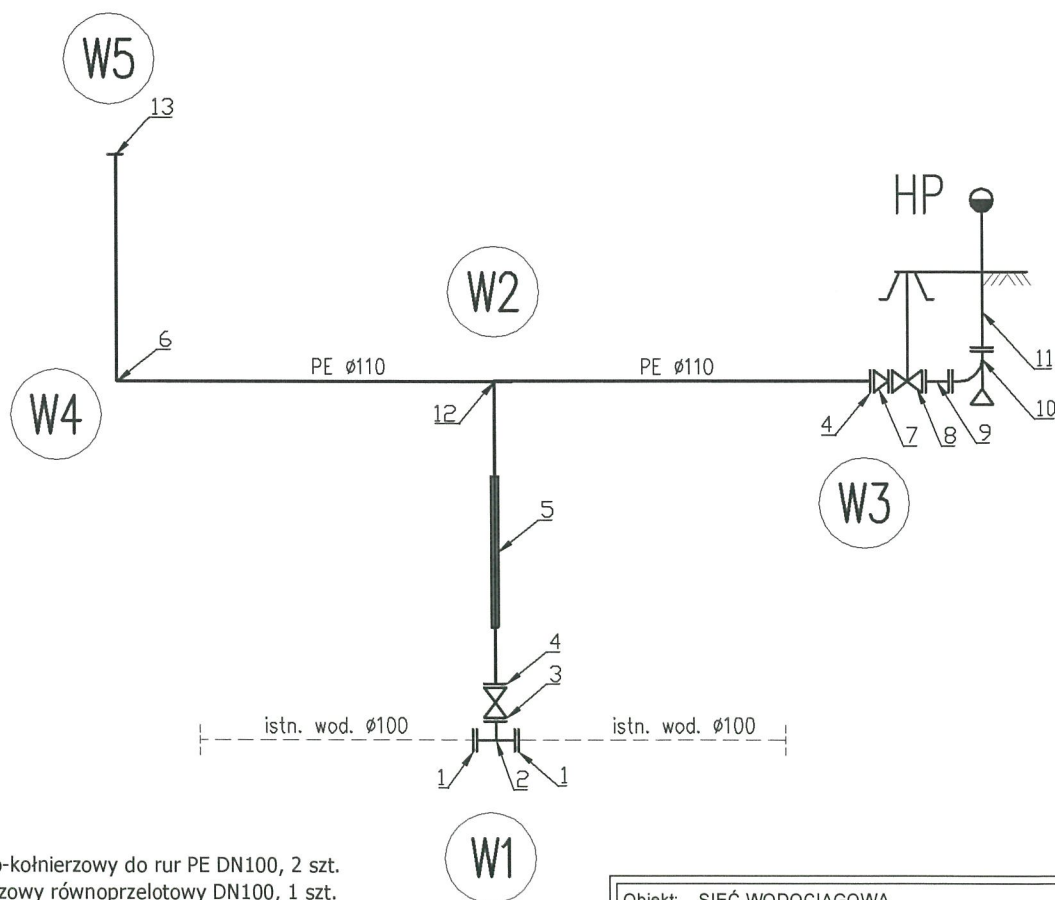 W5
13
HP
W2
6
PE ø110
PE ø110
11
W4
12
10
4
7
8
9
W3
5
4
3
istn. wod. ø100
istn. wod. ø100
1
2
1
W1
-kołnierzowy do rur PE DN100, 2 szt.
zowy równoprzelotowy DN100, 1 szt.
Objekt: SIEĆ WODOCIĄGOWA